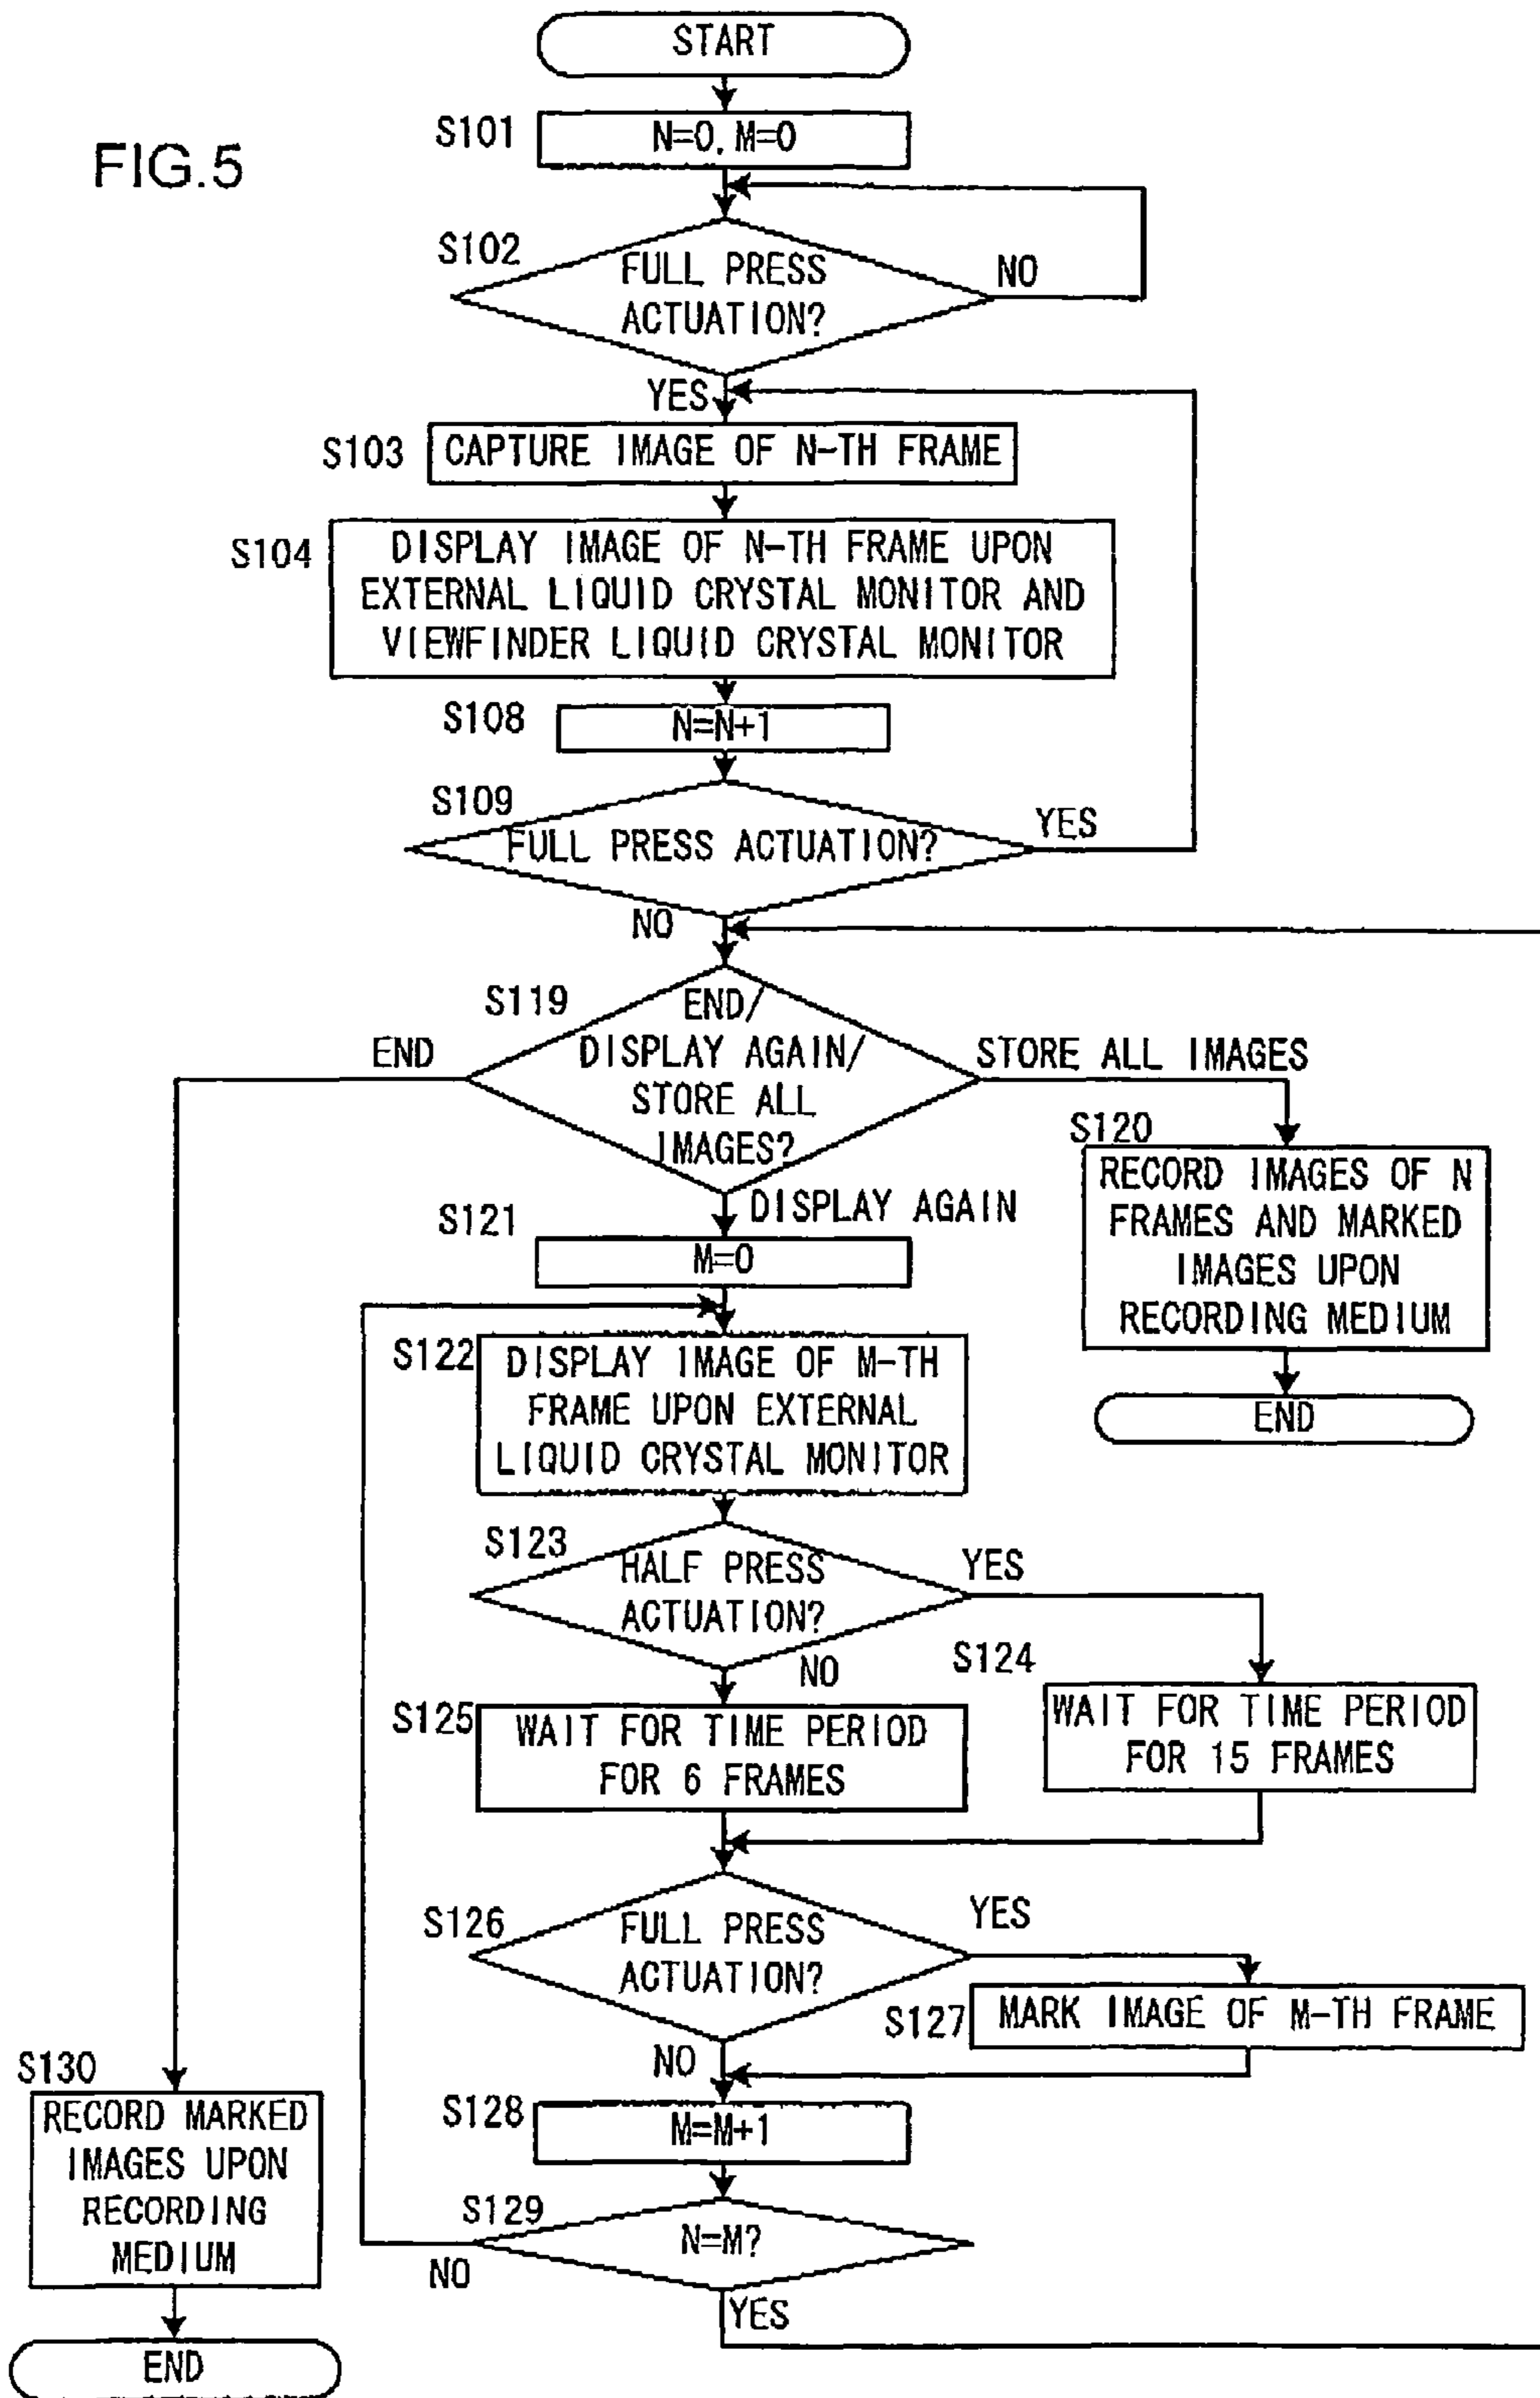 START
FIG.5
S101
N=0, M=0
S102
FULL PRESS
ACTUATION?
NO
YES
S103
CAPTURE IMAGE OF N-TH FRAME
S104
DISPLAY IMAGE OF N-TH FRAME UPON
EXTERNAL LIQUID CRYSTAL MONITOR AND
VIEWFINDER LIQUID CRYSTAL MONITOR
S108
N=N+1
S109
FULL PRESS ACTUATION?
YES
NO
S119
END/
DISPLAY AGAIN/
STORE ALL
IMAGES?
END
STORE ALL IMAGES
S120
RECORD IMAGES OF N
FRAMES AND MARKED
IMAGES UPON
RECORDING MEDIUM
END
DISPLAY AGAIN
S121
M=0
S122
DISPLAY IMAGE OF M-TH
FRAME UPON EXTERNAL
LIQUID CRYSTAL MONITOR
S123
HALF PRESS
ACTUATION?
YES
NO
S124
WAIT FOR TIME PERIOD
FOR 15 FRAMES
S125
WAIT FOR TIME PERIOD
FOR 6 FRAMES
S126
FULL PRESS
ACTUATION?
YES
S127
MARK IMAGE OF M-TH FRAME
NO
S128
M=M+1
S129
N=M?
NO
YES
S130
RECORD MARKED
IMAGES UPON
RECORDING
MEDIUM
END